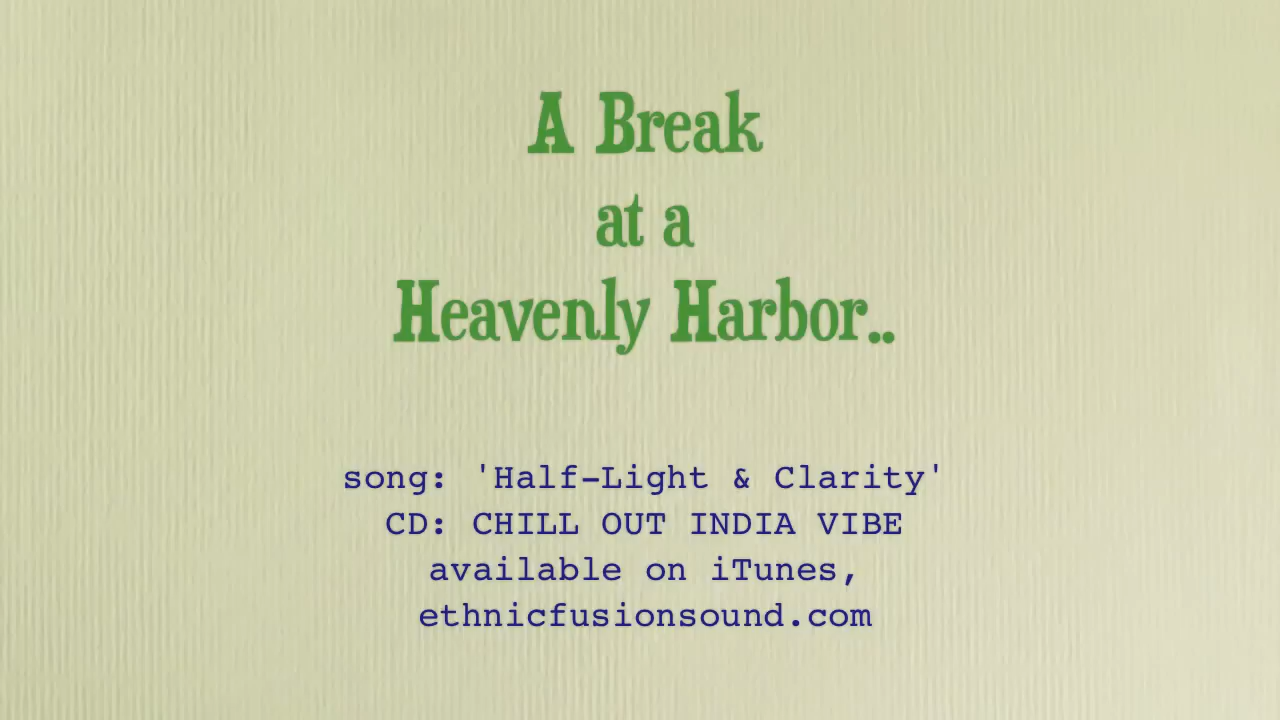 A Break
at a
Heavenly Harbor..
song: 'Half-Light & Clarity'
CD: CHILL OUT INDIA VIBE
available on iTunes,
ethnicfusionsound.com